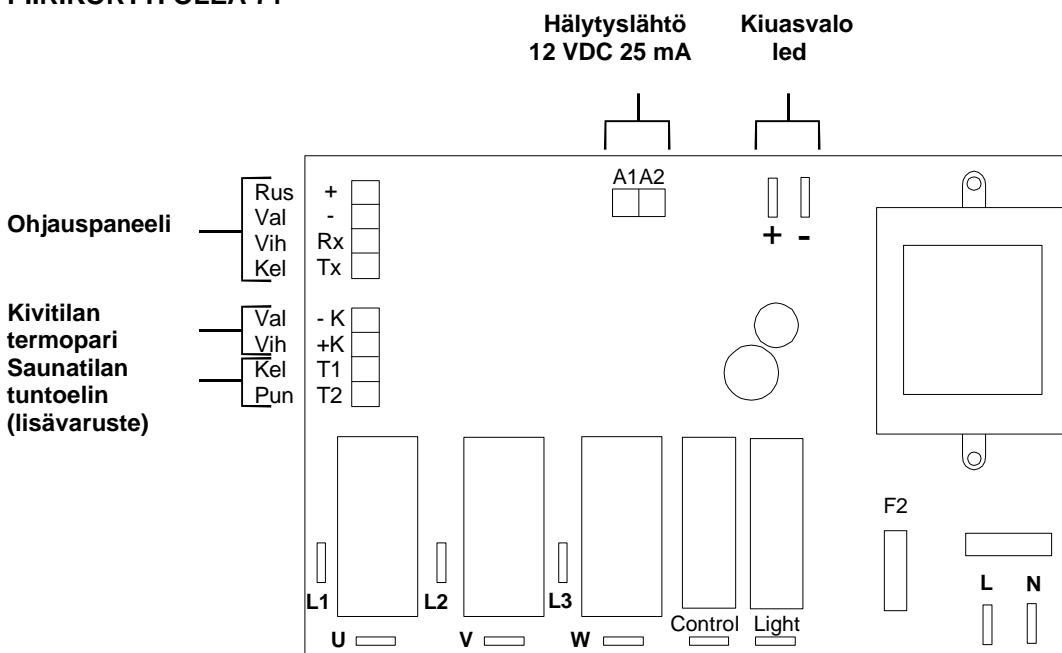 Hälytyslähtö Kiuasvalo
12 VDC 25 mA led
A1A2
Rus +
Ohjauspaneeli Val -
Vih Rx
Kel Tx
+ -
Kivitilan Val - K
termopari Vih +K
Saunatilan Kel T1
tuntoelin Pun T2
(lisävaruste)
F2
L1 L2 L3 L N
Control Light
U V W